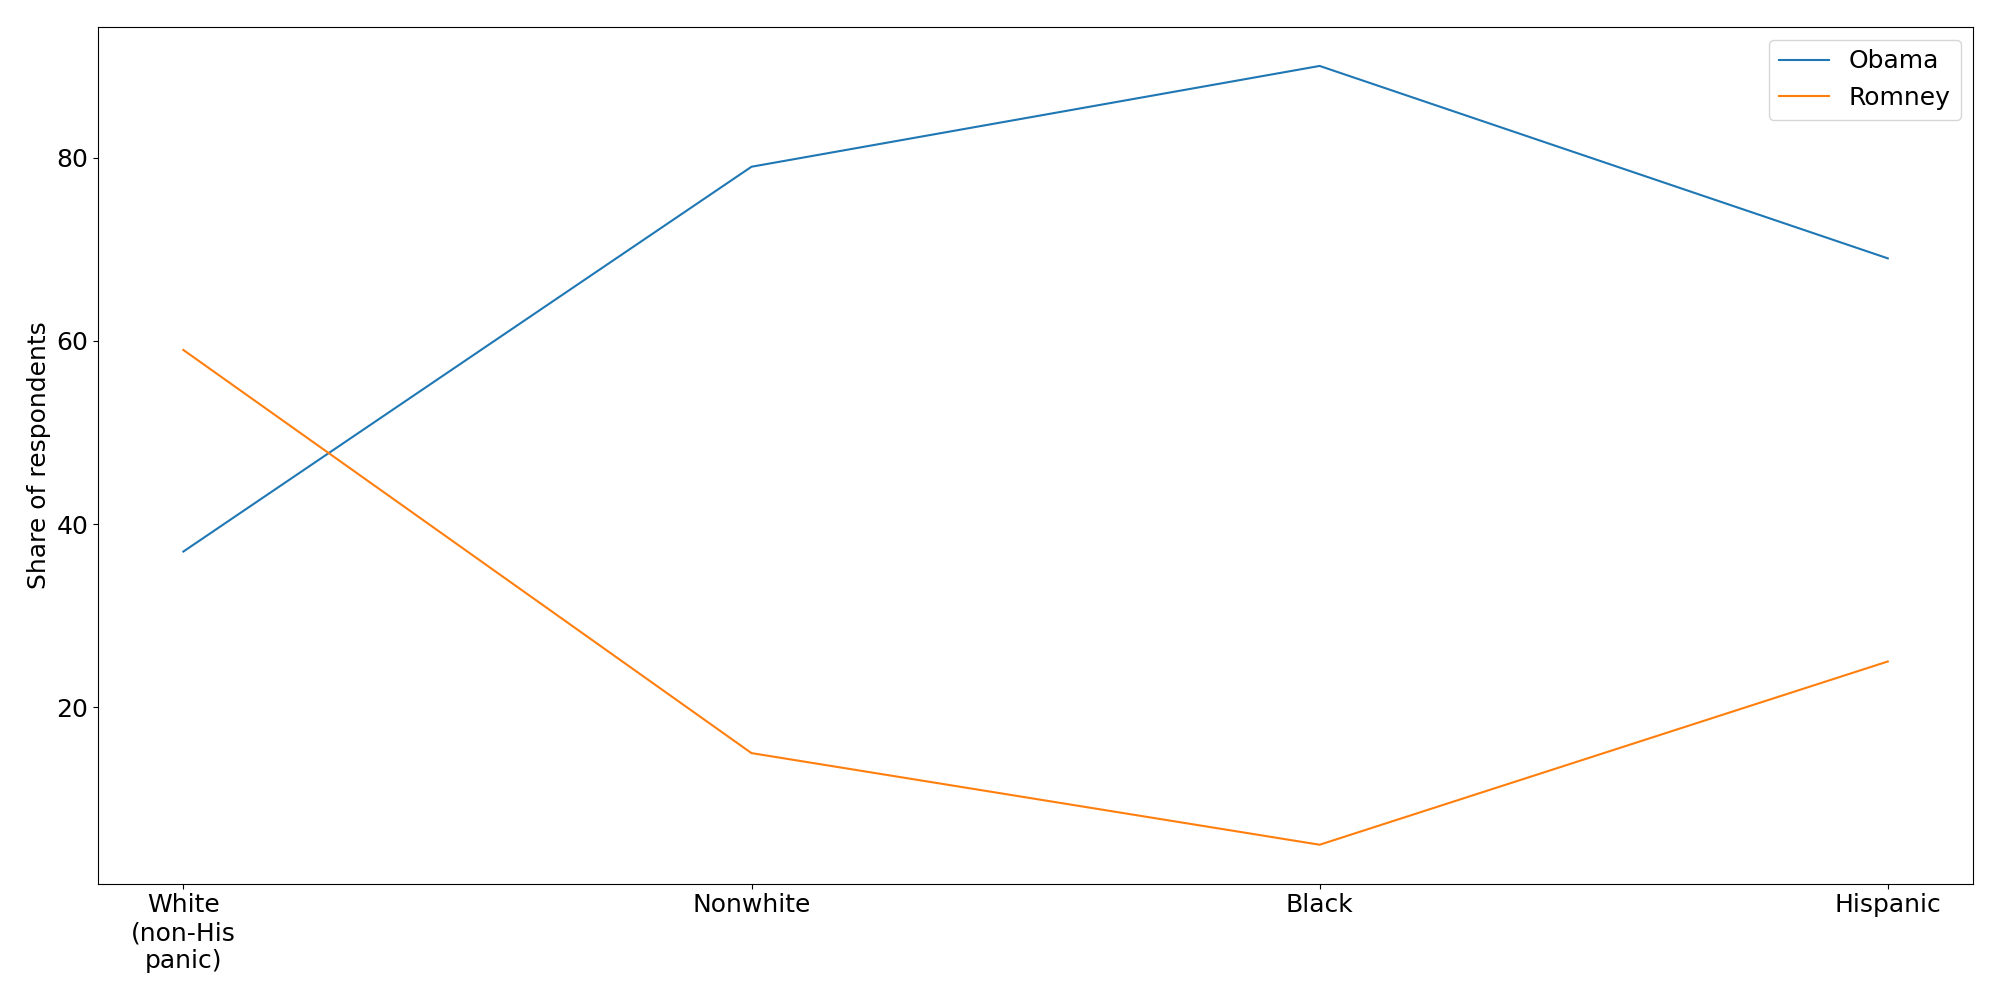 Obama
Romney
Share of respondents
80
60
40
20
White
(non-His
panic)
Nonwhite
Black
Hispanic